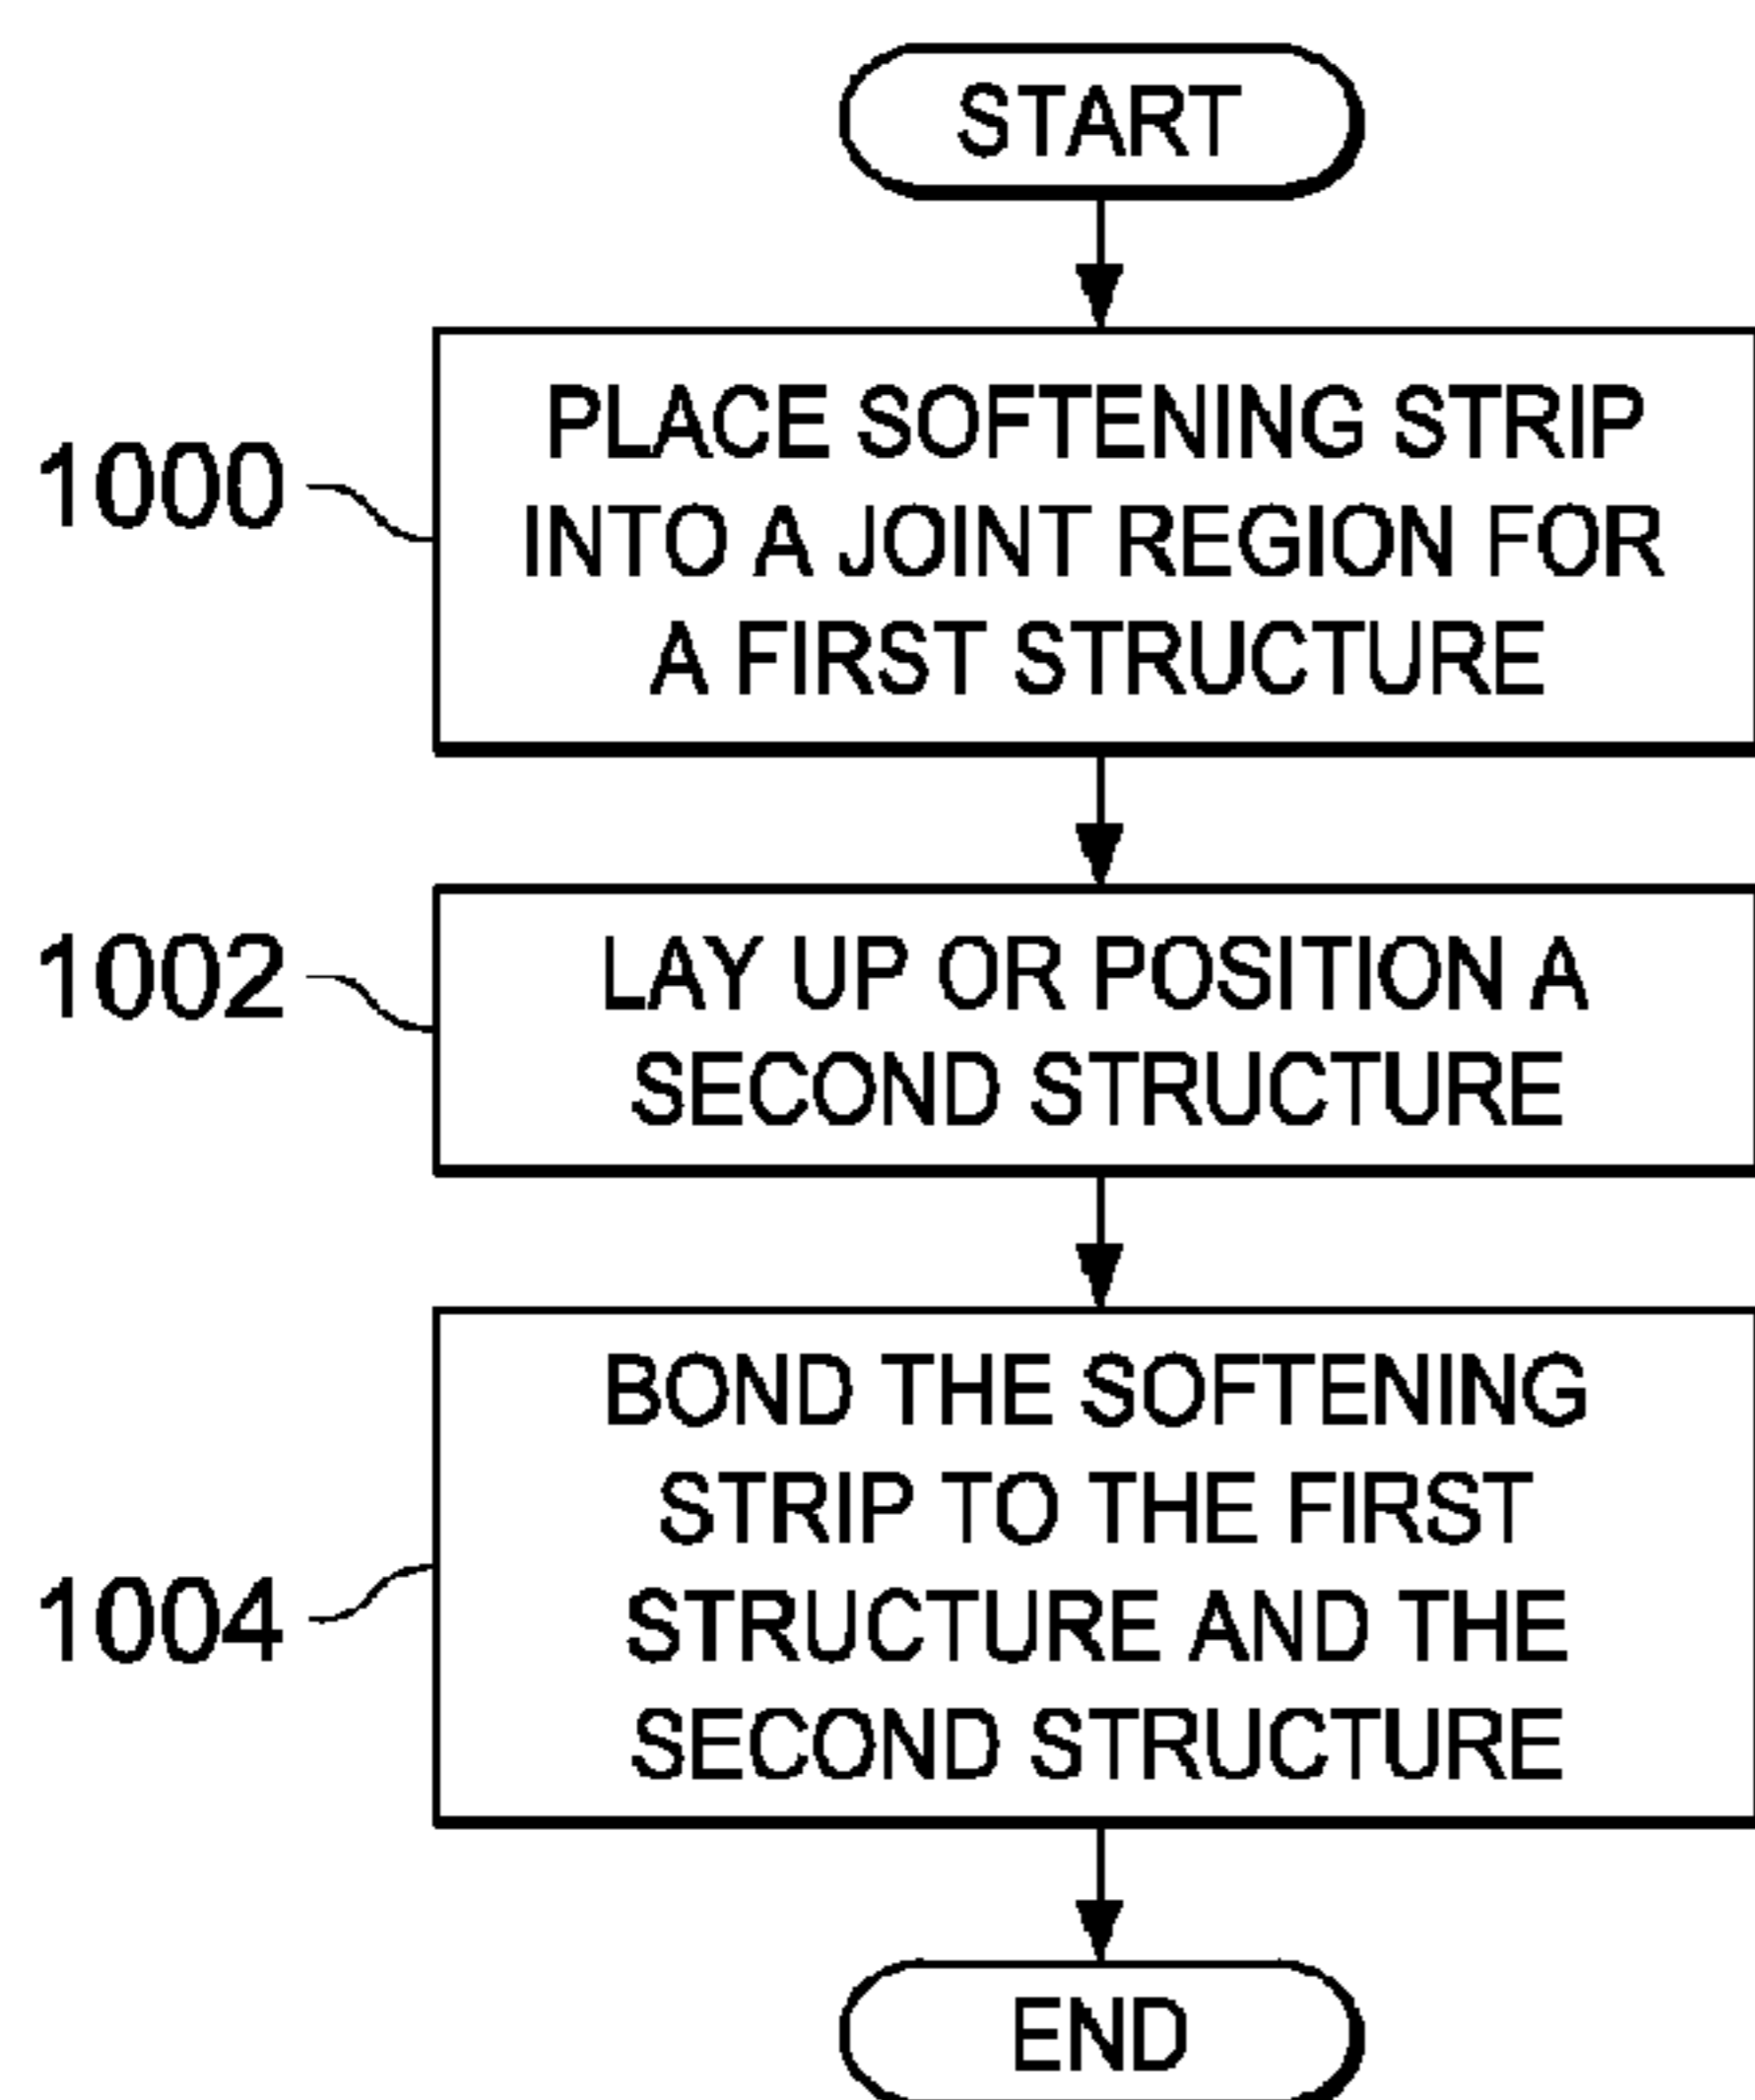 START
PLACE SOFTENING STRIP
INTO A JOINT REGION FOR
A FIRST STRUCTURE
1000
LAY UP OR POSITION A
SECOND STRUCTURE
1002
BOND THE SOFTENING
STRIP TO THE FIRST
STRUCTURE AND THE
SECOND STRUCTURE
1004
END